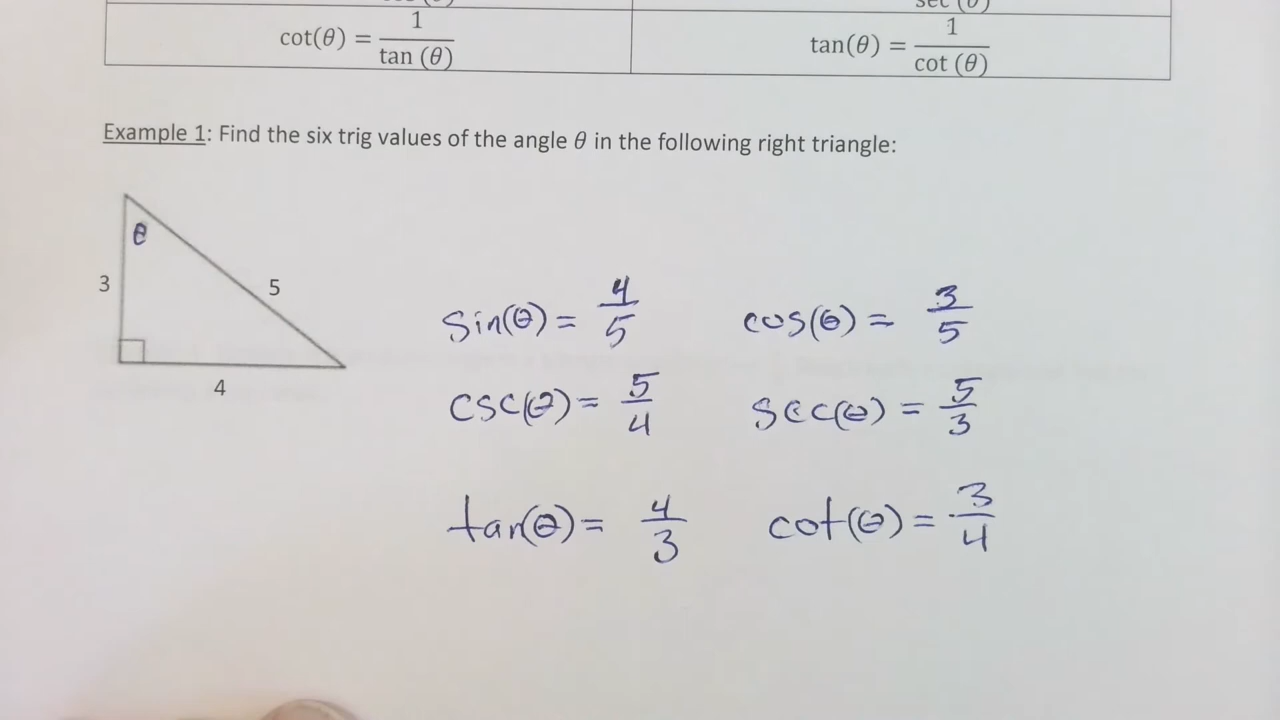 sec (θ)
cot(θ) = 1/tan (θ)
tan(θ) = 1/cot (θ)
Example 1: Find the six trig values of the angle θ in the following right triangle:
θ
3
5
4
sin(θ) = 4/5
cos(θ) = 3/5
csc(θ) = 5/4
sec(θ) = 5/3
tan(θ) = 4/3
cot(θ) = 3/4